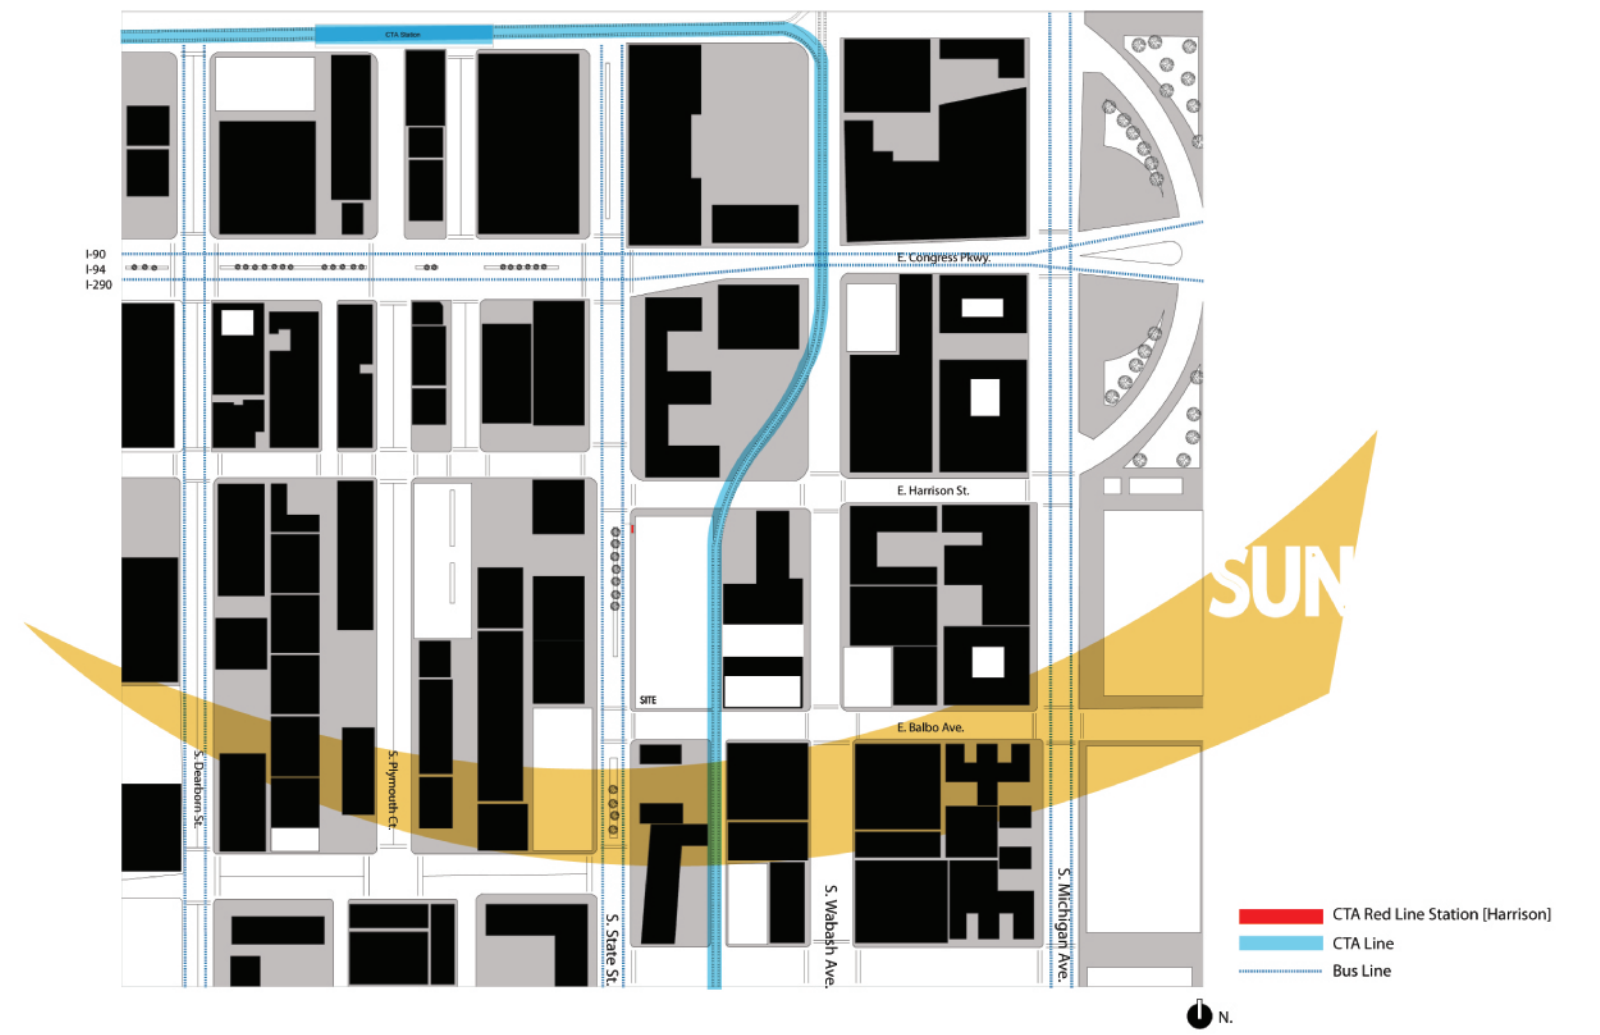 CTA Station
I-90
I-94
I-290
E. Congress Pkwy.
E. Harrison St.
SUN
SITE
E. Balbo Ave.
S. Dearborn St.
S. Plymouth Ct.
S. State St.
S. Wabash Ave.
S. Michigan Ave.
CTA Red Line Station [Harrison]
CTA Line
Bus Line
N.